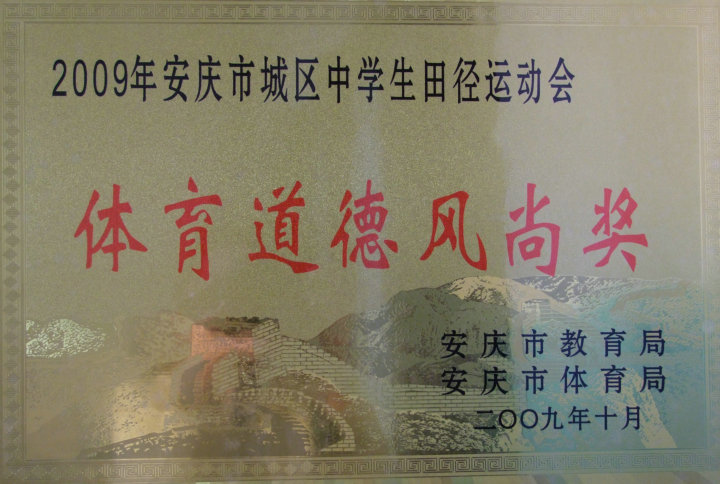 2009年安庆市城区中学生田径运动会
体育道德风尚奖
安庆市教育局
安庆市体育局
二〇〇九年十月